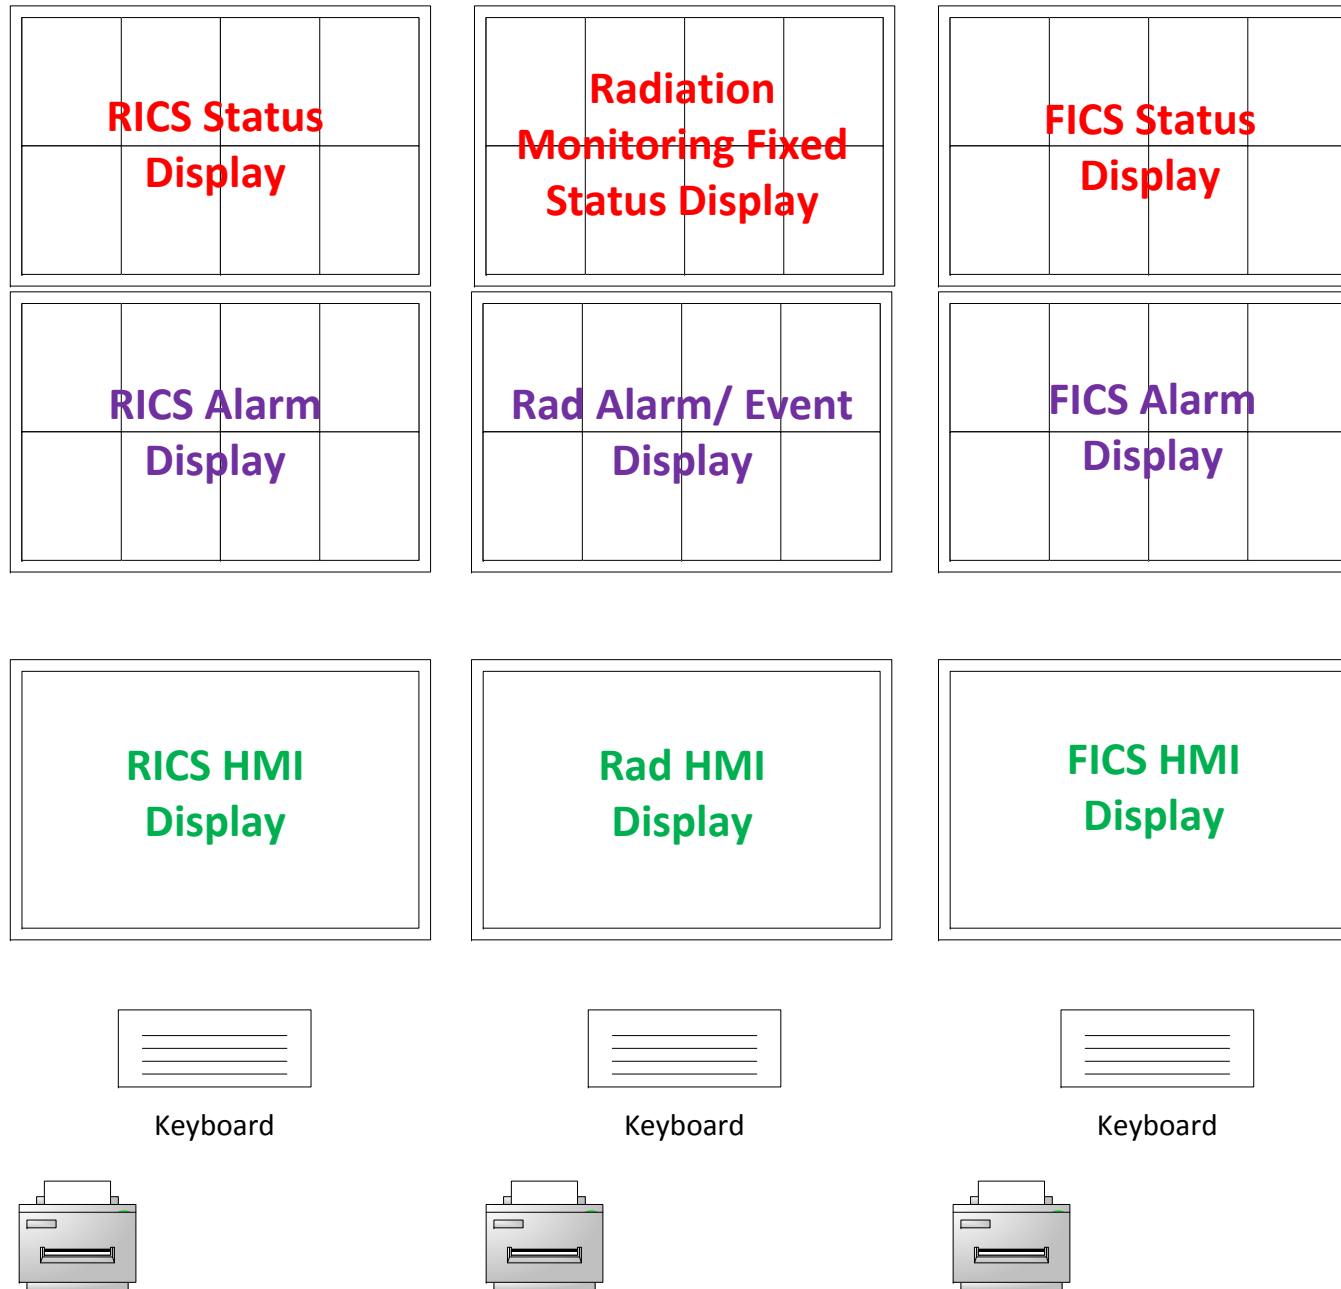 RICS Status
Display
Radiation
Monitoring Fixed
Status Display
FICS Status
Display
RICS Alarm
Display
Rad Alarm/ Event
Display
FICS Alarm
Display
RICS HMI
Display
Rad HMI
Display
FICS HMI
Display
Keyboard
Keyboard
Keyboard